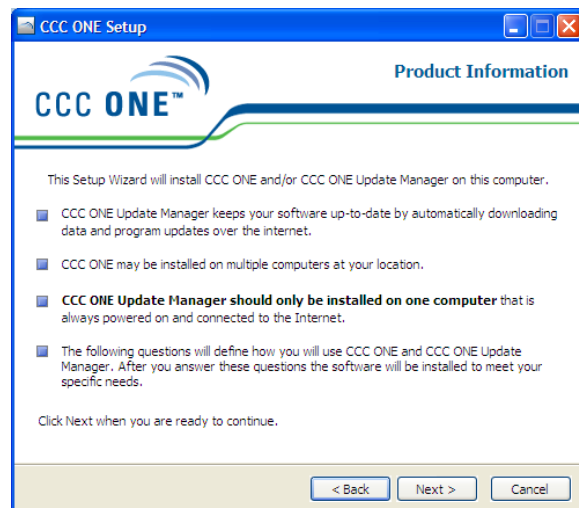 CCC ONE Setup
Product Information
CCC ONE™
This Setup Wizard will install CCC ONE and/or CCC ONE Update Manager on this computer.
CCC ONE Update Manager keeps your software up-to-date by automatically downloading
data and program updates over the internet.
CCC ONE may be installed on multiple computers at your location.
CCC ONE Update Manager should only be installed on one computer that is
always powered on and connected to the Internet.
The following questions will define how you will use CCC ONE and CCC ONE Update
Manager. After you answer these questions the software will be installed to meet your
specific needs.
Click Next when you are ready to continue.
< Back Next > Cancel